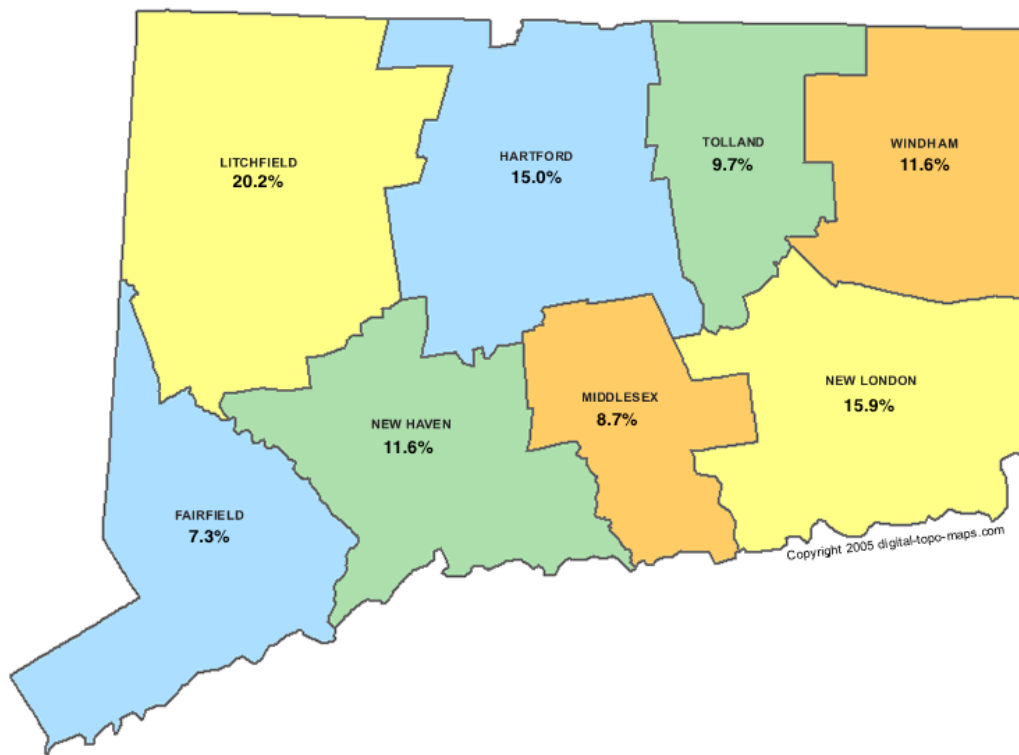 LITCHFIELD
20.2%
HARTFORD
15.0%
TOLLAND
9.7%
WINDHAM
11.6%
NEW HAVEN
11.6%
MIDDLESEX
8.7%
NEW LONDON
15.9%
FAIRFIELD
7.3%
Copyright 2005 digital-topo-maps.com